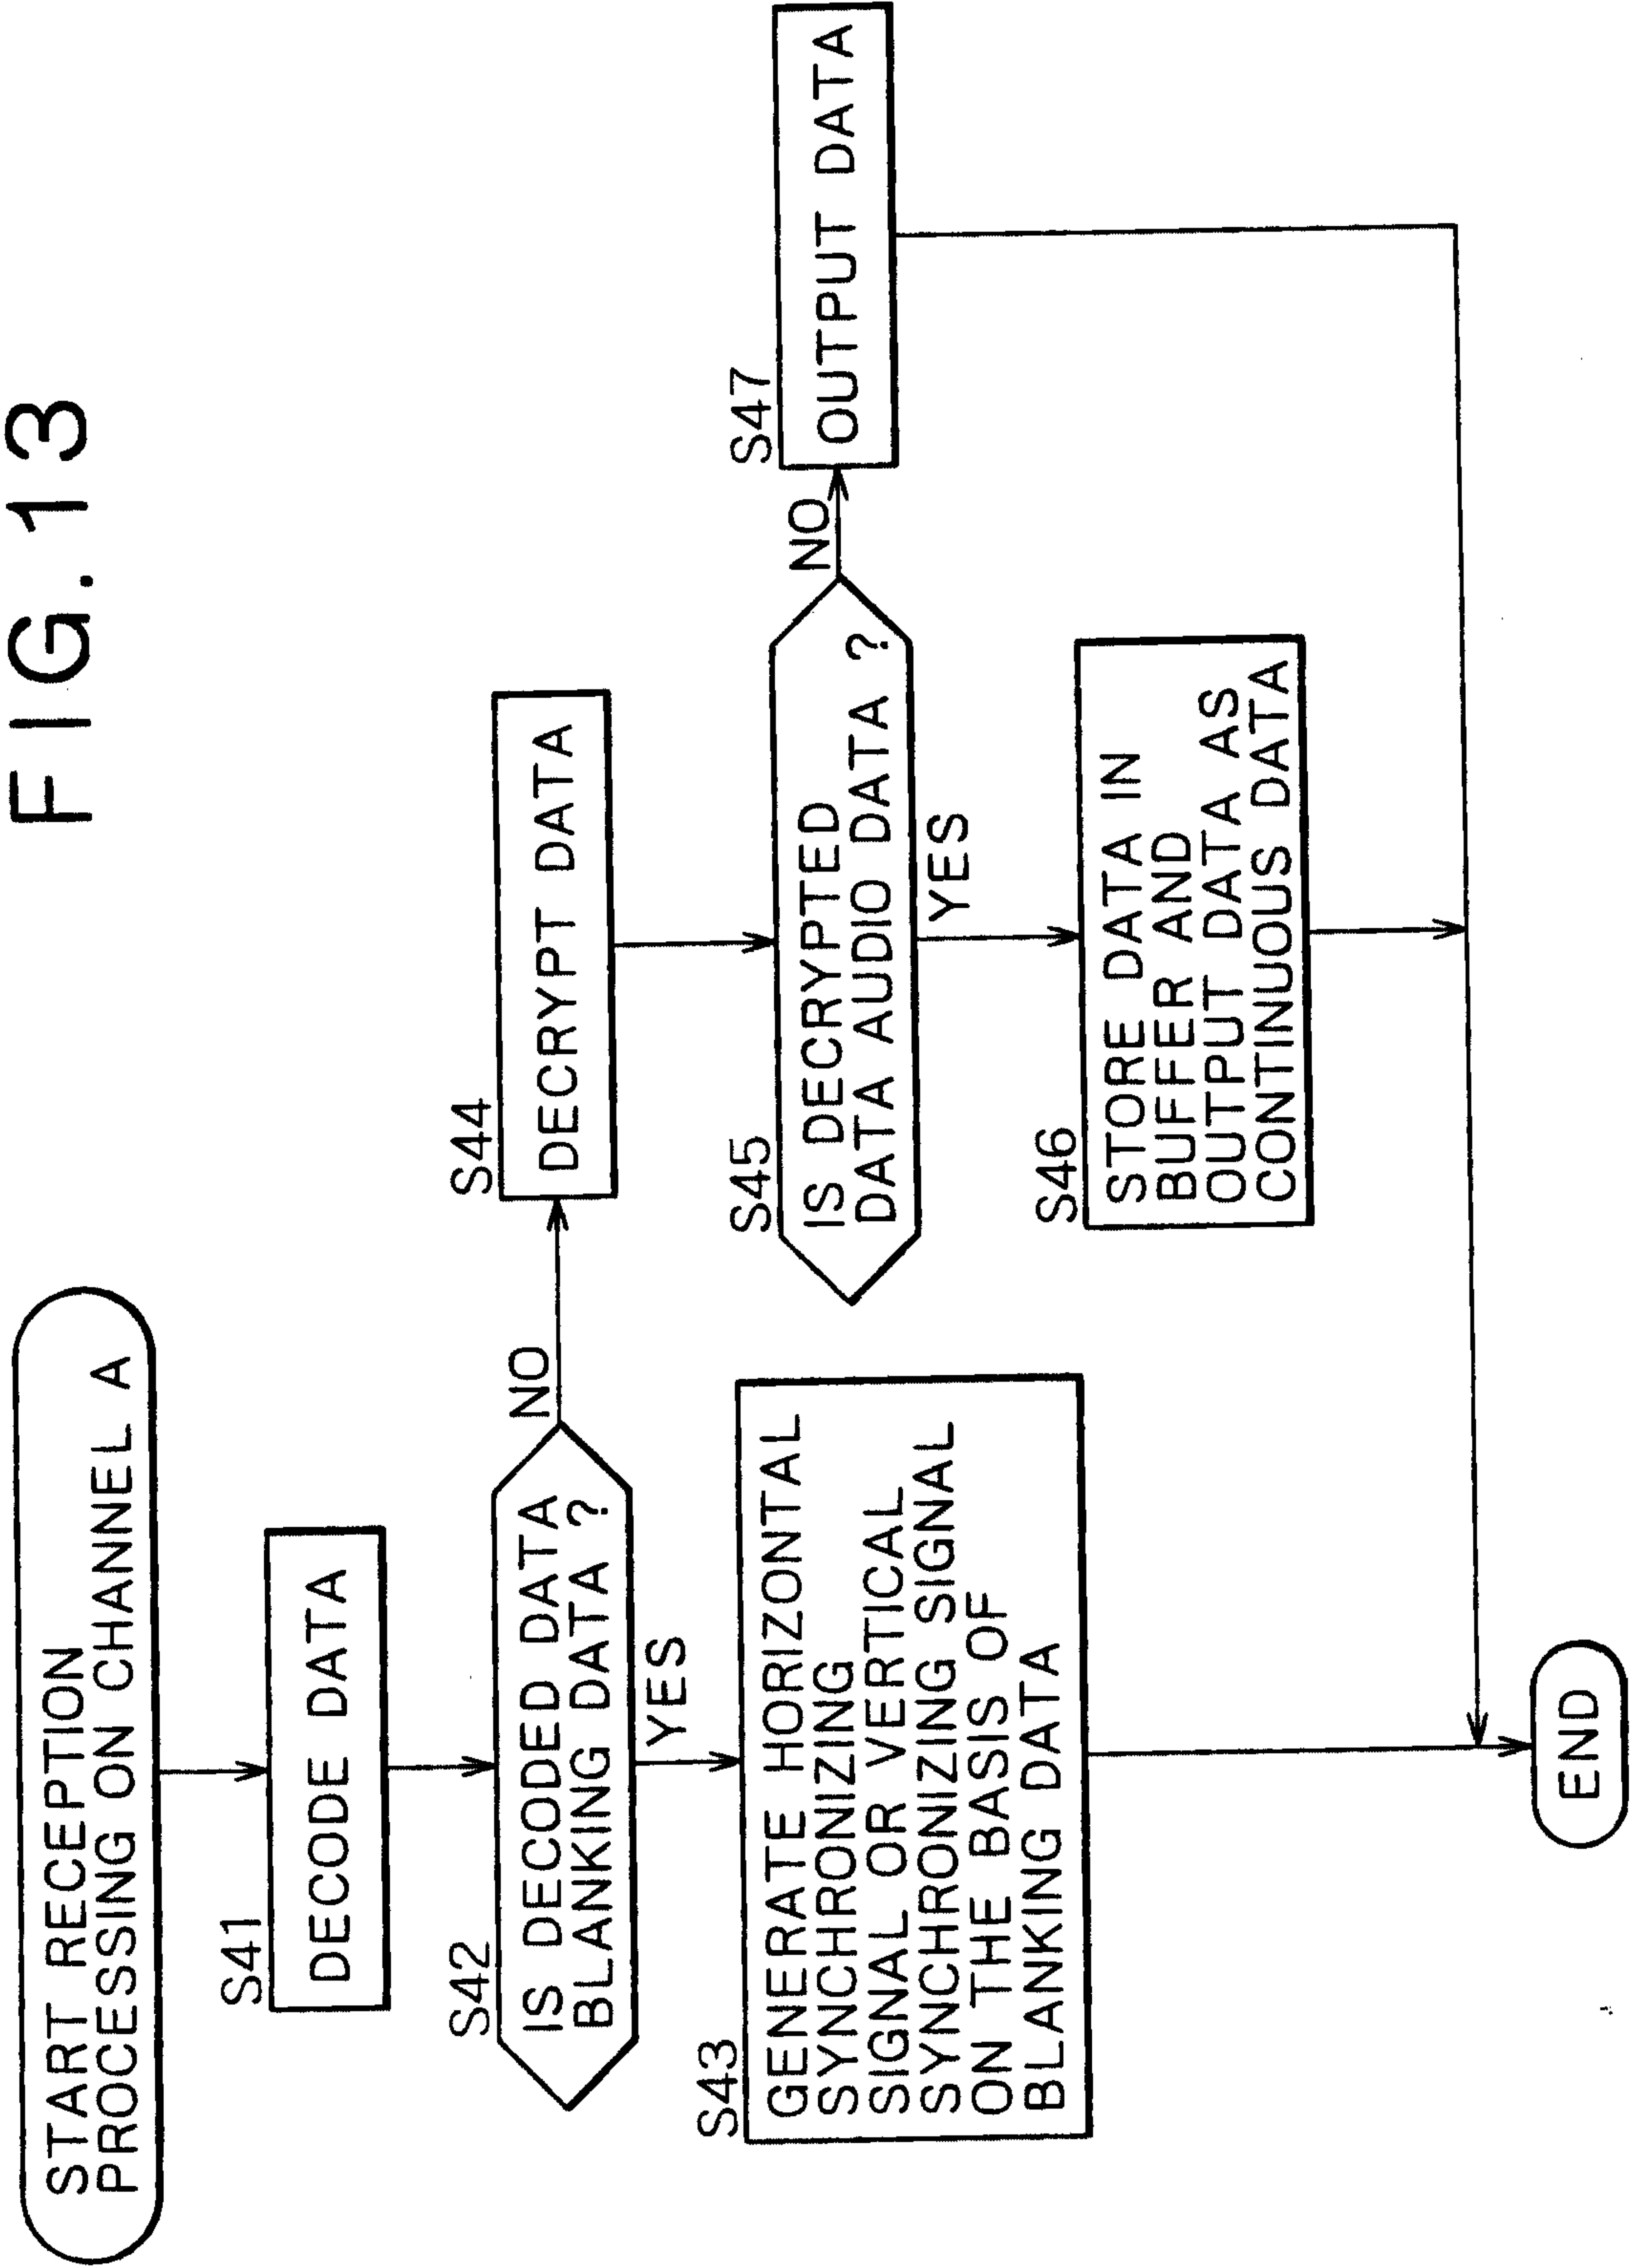 FIG.13
START RECEPTION
PROCESSING ON CHANNEL A
S41
DECODE DATA
S42
IS DECODED DATA
BLANKING DATA ?
YES
NO
S43
GENERATE HORIZONTAL
SYNCHRONIZING
SIGNAL OR VERTICAL
SYNCHRONIZING SIGNAL
ON THE BASIS OF
BLANKING DATA
S44
DECRYPT DATA
S45
IS DECRYPTED
DATA AUDIO DATA ?
YES
NO
S46
STORE DATA IN
BUFFER AND
OUTPUT DATA AS
CONTINUOUS DATA
S47
OUTPUT DATA
END